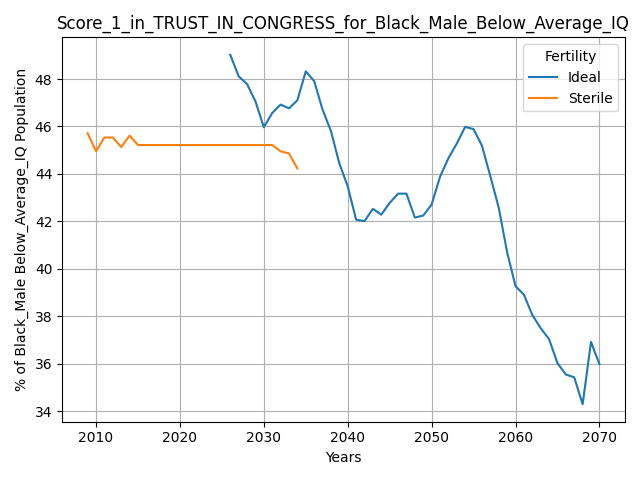 Score_1_in_TRUST_IN_CONGRESS_for_Black_Male_Below_Average_IQ
Fertility
Ideal
Sterile
% of Black_Male Below_Average_IQ Population
48
46
44
42
40
38
36
34
2010 2020 2030 2040 2050 2060 2070
Years